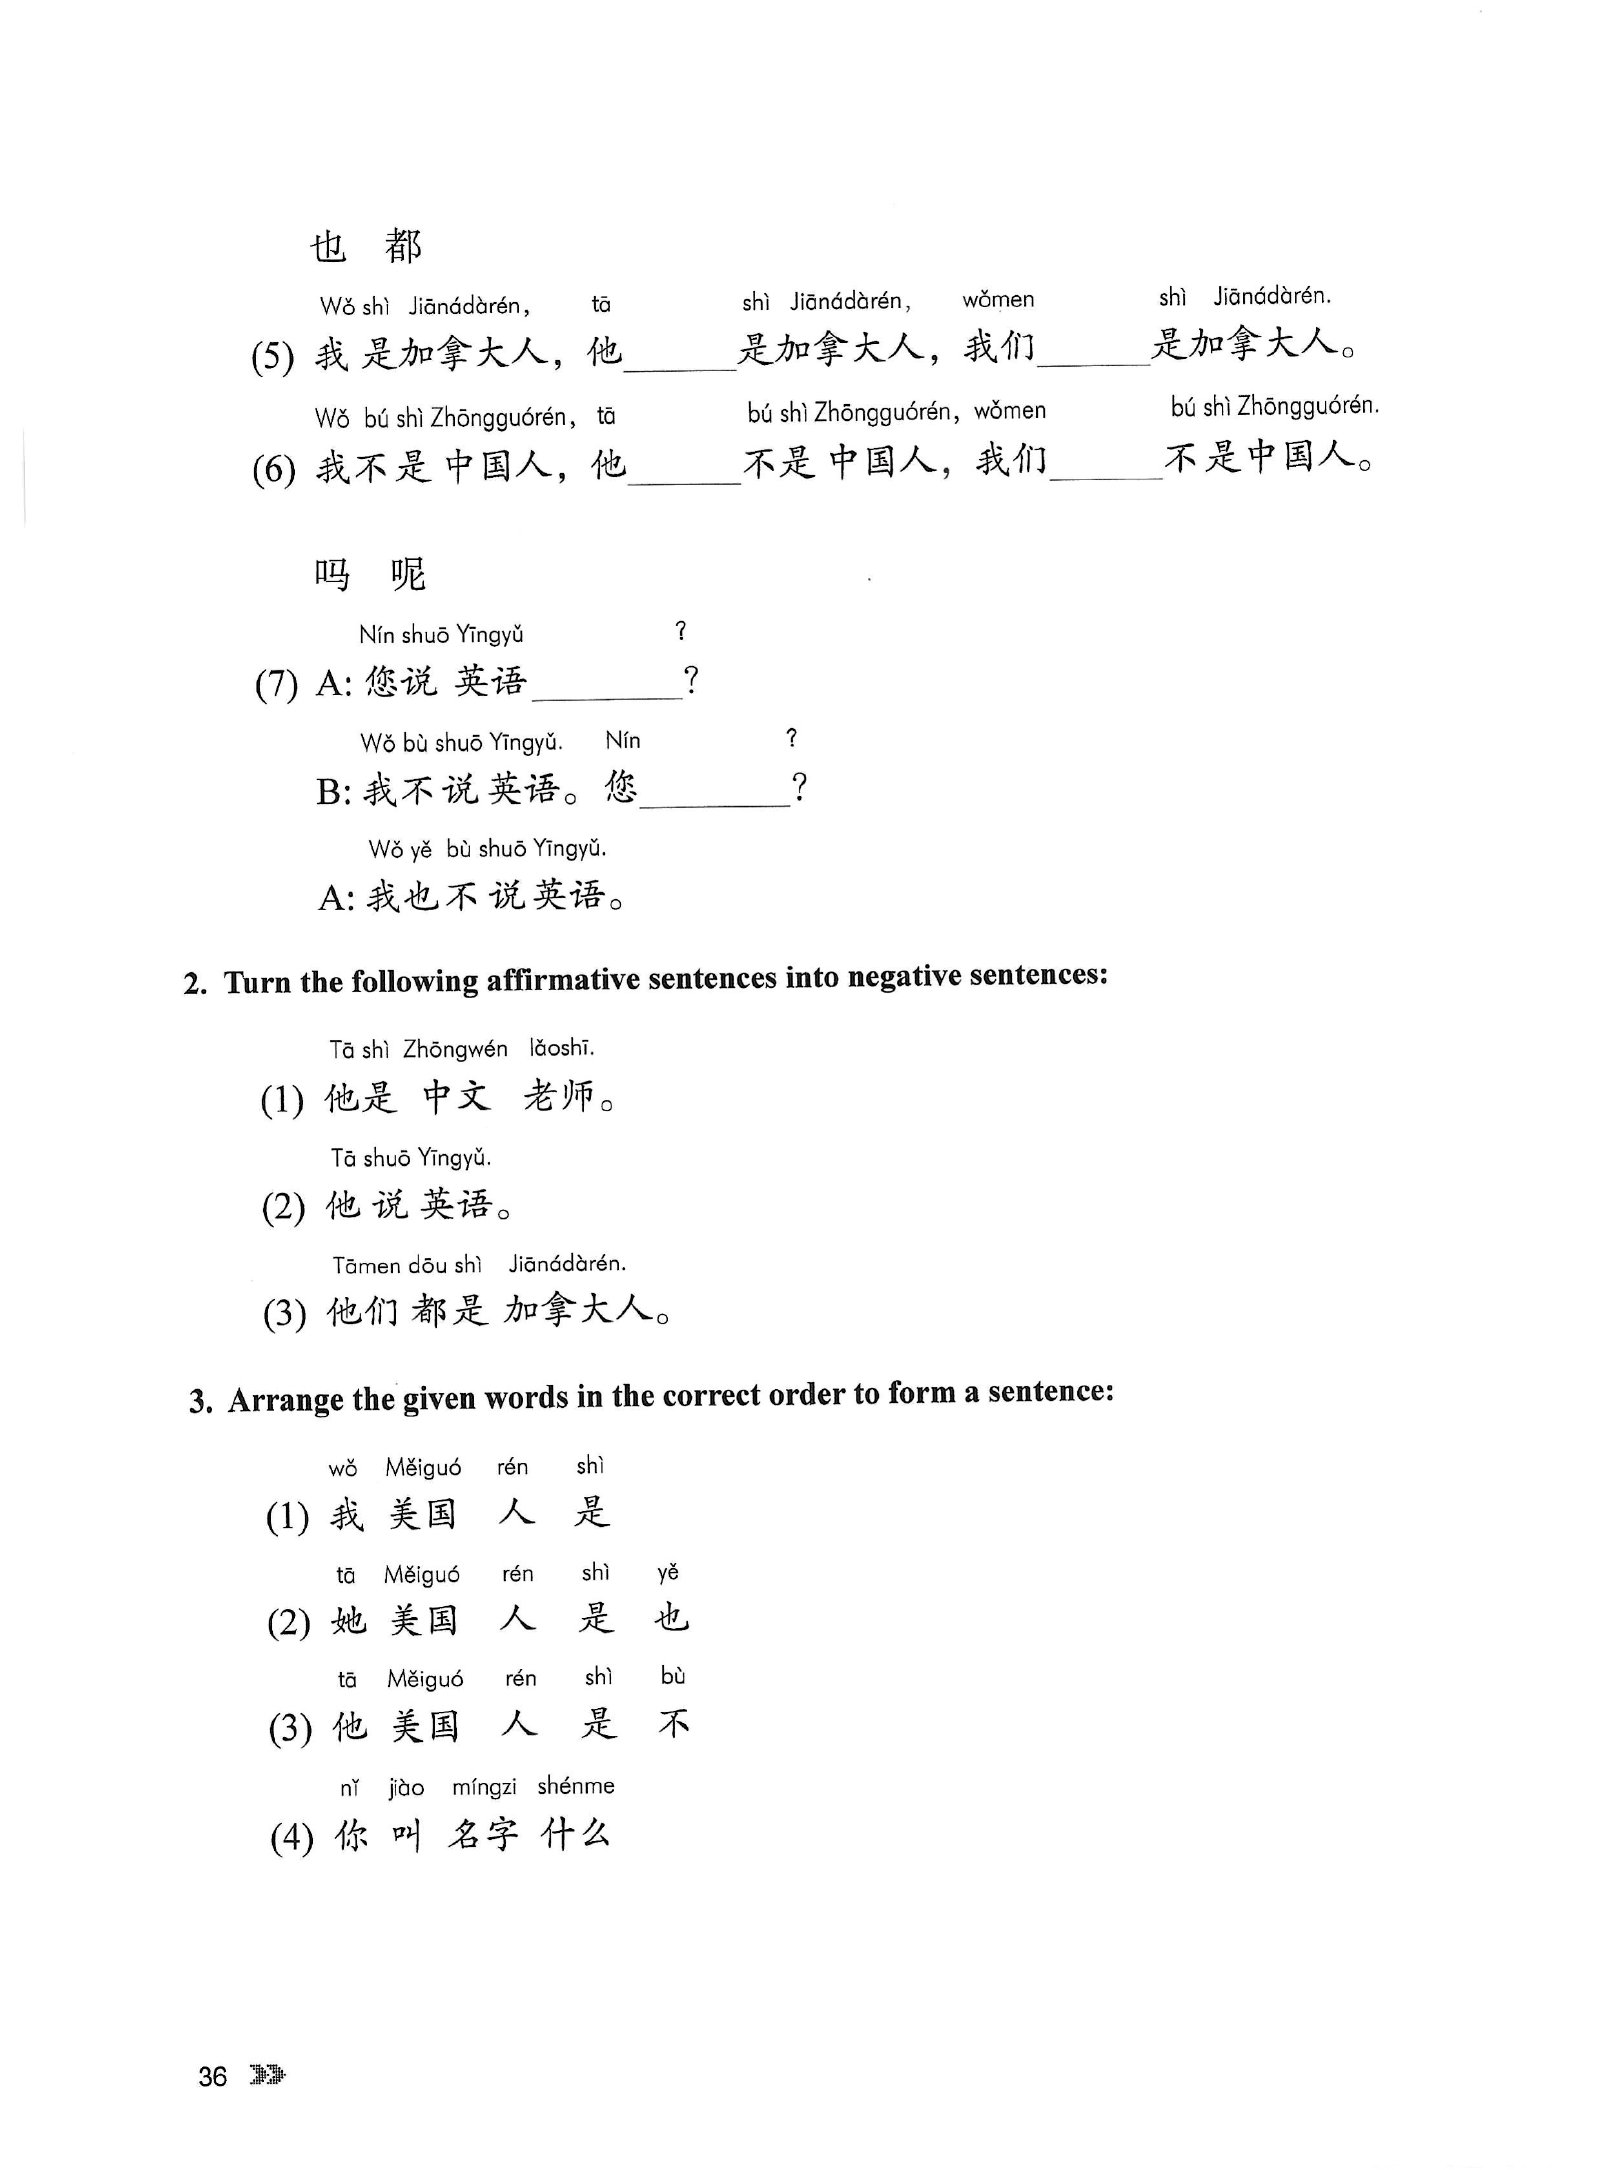 也 都
Wǒ shì Jiānádàrén, tā shì Jiānádàrén, wǒmen shì Jiānádàrén.
(5) 我是加拿大人，他______是加拿大人，我们______是加拿大人。
Wǒ bú shì Zhōngguórén, tā bú shì Zhōngguórén, wǒmen bú shì Zhōngguórén.
(6) 我不是中国人，他______不是中国人，我们______不是中国人。
吗 呢
Nín shuō Yīngyǔ ?
(7) A: 您说 英语________?
Wǒ bù shuō Yīngyǔ. Nín ?
B: 我不说英语。您________?
Wǒ yě bù shuō Yīngyǔ.
A: 我也不说英语。
2. Turn the following affirmative sentences into negative sentences:
Tā shì Zhōngwén lǎoshī.
(1) 他是 中文 老师。
Tā shuō Yīngyǔ.
(2) 他说英语。
Tāmen dōu shì Jiānádàrén.
(3) 他们都是 加拿大人。
3. Arrange the given words in the correct order to form a sentence:
wǒ Měiguó rén shì
(1) 我 美国 人 是
tā Měiguó rén shì yě
(2) 她 美国 人 是 也
tā Měiguó rén shì bù
(3) 他 美国 人 是 不
nǐ jiào míngzi shénme
(4) 你 叫 名字 什么
36